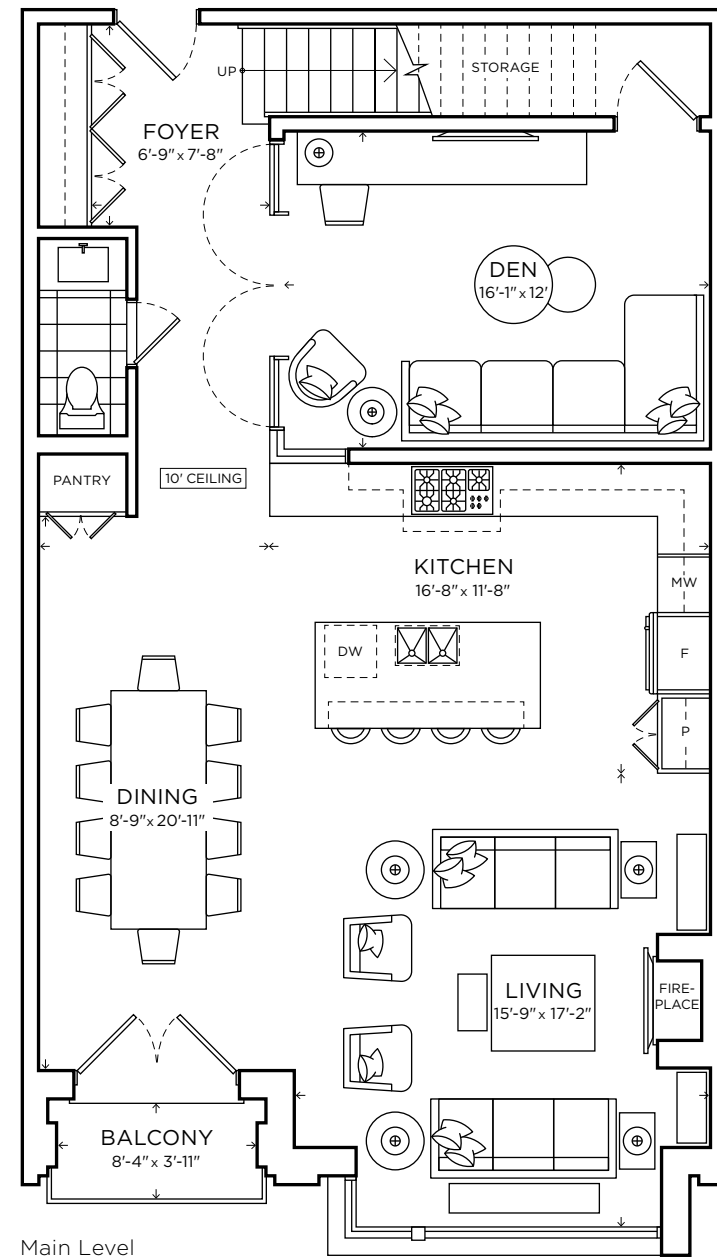 UP
STORAGE
FOYER
6'-9" x 7'-8"
DEN
16'-1" x 12'
PANTRY
10' CEILING
KITCHEN
16'-8" x 11'-8"
MW
DW
F
P
DINING
8'-9" x 20'-11"
LIVING
15'-9" x 17'-2"
FIRE-
PLACE
BALCONY
8'-4" x 3'-11"
Main Level